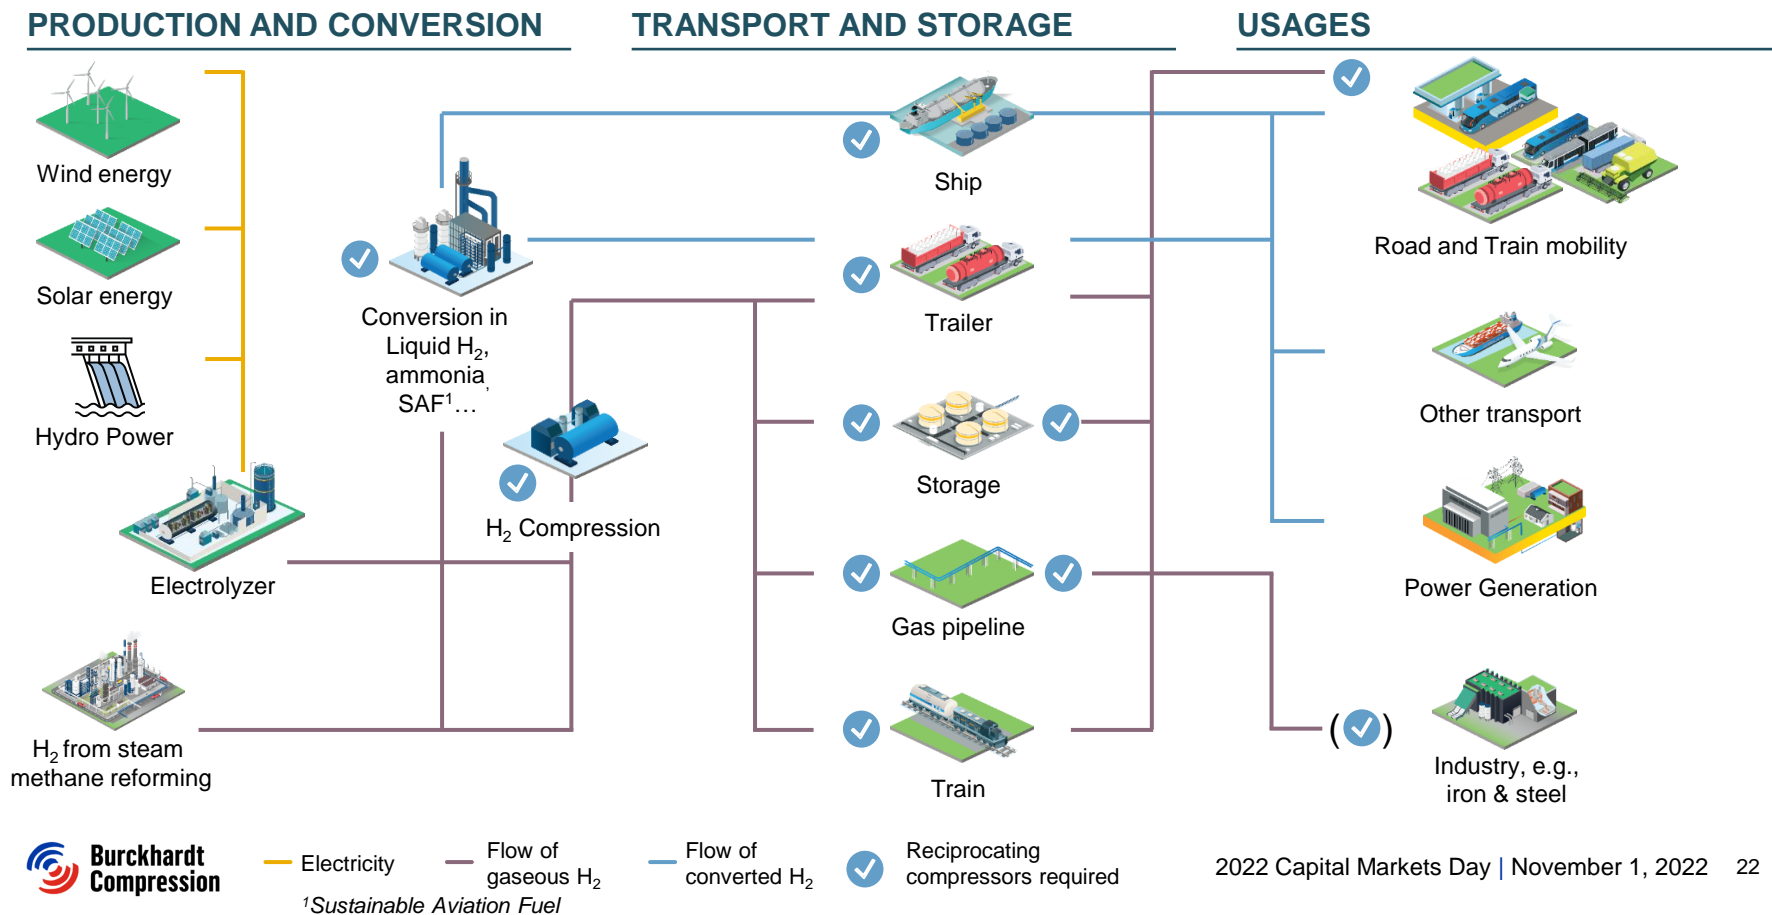 PRODUCTION AND CONVERSION
TRANSPORT AND STORAGE
USAGES
Wind energy
Solar energy
Hydro Power
Electrolyzer
H₂ from steam
methane reforming
Conversion in
Liquid H₂,
ammonia,
SAF¹…
H₂ Compression
Ship
Trailer
Storage
Gas pipeline
Train
Road and Train mobility
Other transport
Power Generation
( )
Industry, e.g.,
iron & steel
Burckhardt
Compression
Electricity
Flow of
gaseous H₂
Flow of
converted H₂
Reciprocating
compressors required
¹Sustainable Aviation Fuel
2022 Capital Markets Day | November 1, 2022 22